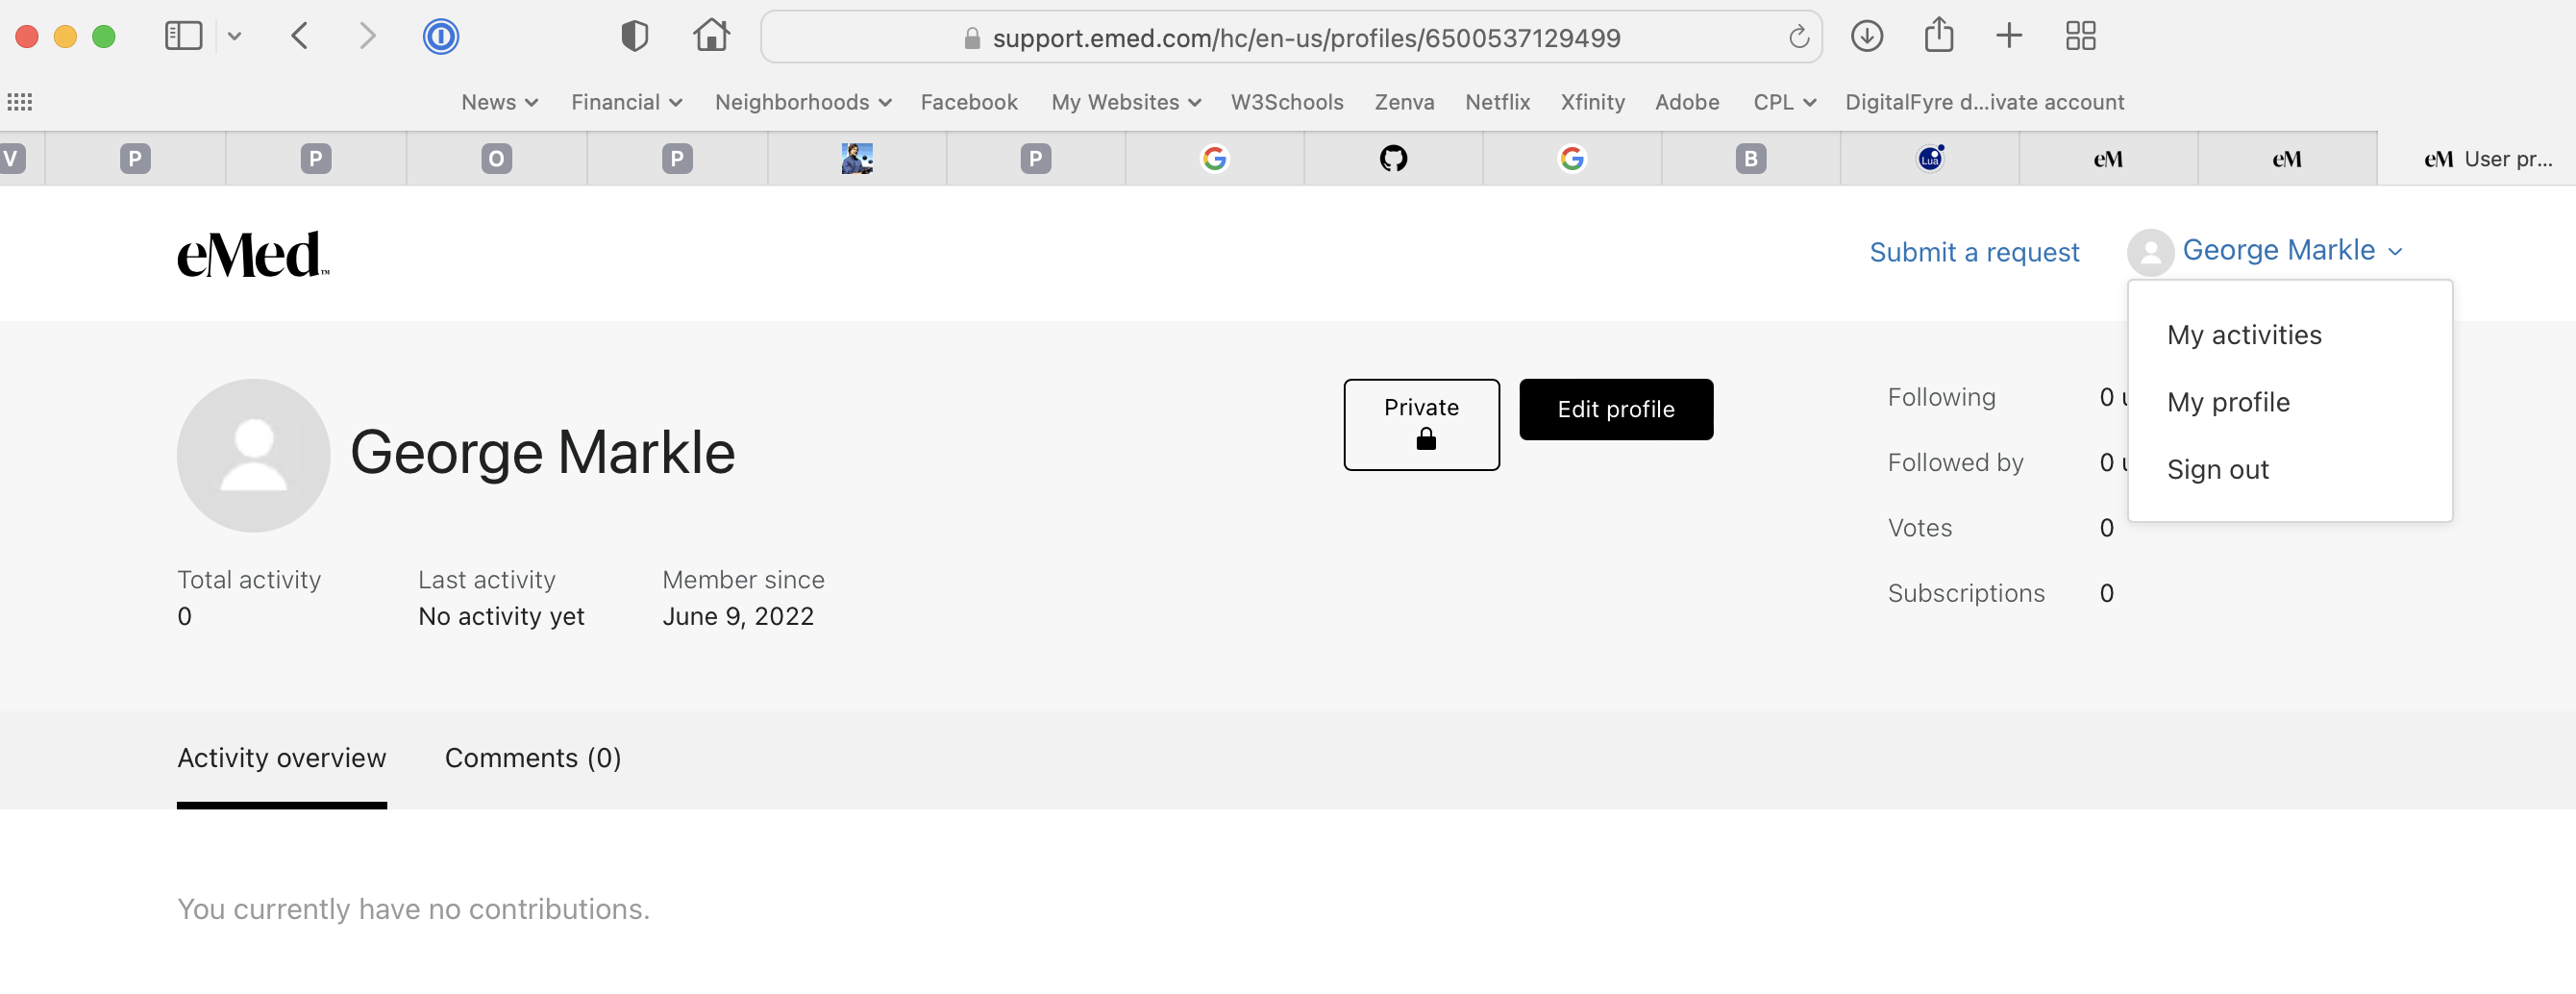 support.emed.com/hc/en-us/profiles/6500537129499
News Financial Neighborhoods Facebook My Websites W3Schools Zenva Netflix Xfinity Adobe CPL DigitalFyre d...ivate account
V P P O P P G G B Lua eM eM eM User pr...
eMed™
Submit a request George Markle
My activities
My profile
Sign out
George Markle
Private
Edit profile
Following 0 u
Followed by 0 u
Votes 0
Subscriptions 0
Total activity Last activity Member since
0 No activity yet June 9, 2022
Activity overview Comments (0)
You currently have no contributions.